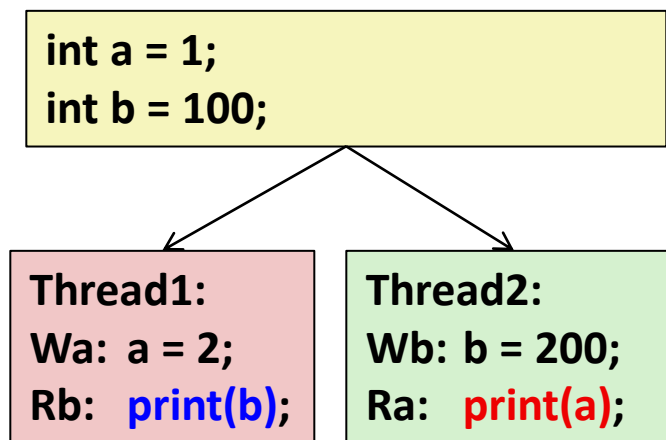 int a = 1;
int b = 100;
Thread1:
Wa: a = 2;
Rb: print(b);
Thread2:
Wb: b = 200;
Ra: print(a);